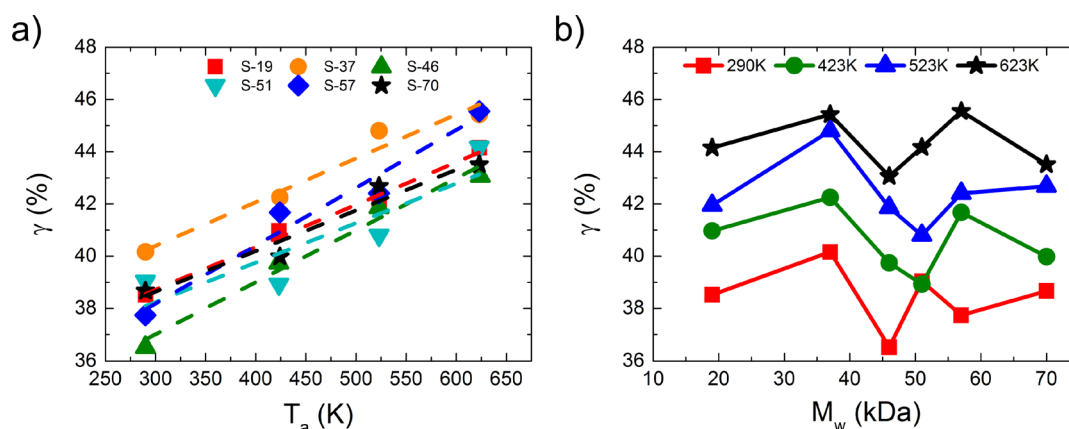 a)
48
46
44
42
40
38
36
γ (%)
S-19 S-37 S-46
S-51 S-57 S-70
250 300 350 400 450 500 550 600 650
Tₐ (K)
b)
48
46
44
42
40
38
36
γ (%)
290K 423K 523K 623K
10 20 30 40 50 60 70
M_w (kDa)